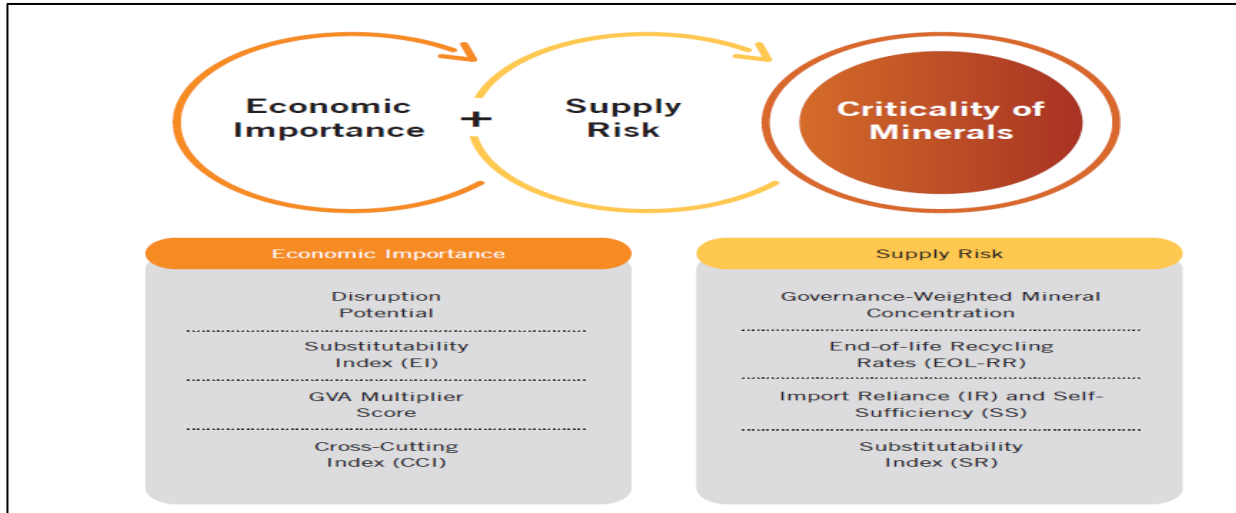 Economic
Importance
+
Supply
Risk
Criticality of
Minerals
Economic Importance
Disruption
Potential
Substitutability
Index (EI)
GVA Multiplier
Score
Cross-Cutting
Index (CCI)
Supply Risk
Governance-Weighted Mineral
Concentration
End-of-life Recycling
Rates (EOL-RR)
Import Reliance (IR) and Self-
Sufficiency (SS)
Substitutability
Index (SR)